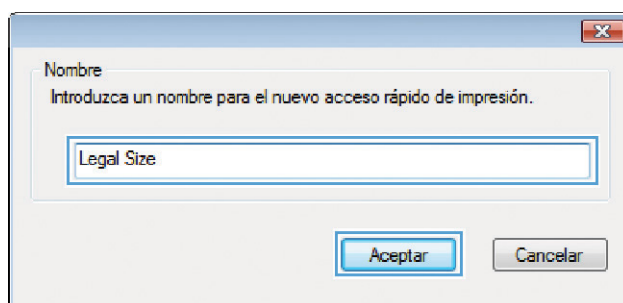 Nombre
Introduzca un nombre para el nuevo acceso rápido de impresión.
Legal Size
Aceptar
Cancelar